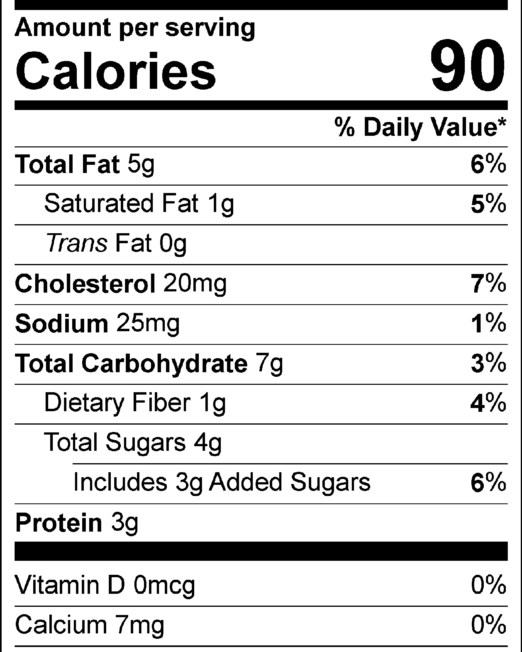 Amount per serving
Calories 90
% Daily Value*
Total Fat 5g 6%
Saturated Fat 1g 5%
Trans Fat 0g
Cholesterol 20mg 7%
Sodium 25mg 1%
Total Carbohydrate 7g 3%
Dietary Fiber 1g 4%
Total Sugars 4g
Includes 3g Added Sugars 6%
Protein 3g
Vitamin D 0mcg 0%
Calcium 7mg 0%